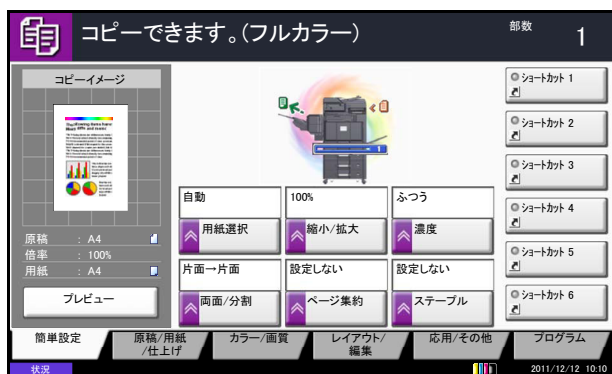 コピーできます。(フルカラー)
部数
1
コピーイメージ
原稿 : A4
倍率 : 100%
用紙 : A4
プレビュー
自動
用紙選択
100%
縮小/拡大
ふつう
濃度
片面→片面
両面/分割
設定しない
ページ集約
設定しない
ステープル
ショートカット 1
ショートカット 2
ショートカット 3
ショートカット 4
ショートカット 5
ショートカット 6
簡単設定
原稿/用紙
/仕上げ
カラー/画質
レイアウト/
編集
応用/その他
プログラム
状況
2011/12/12 10:10